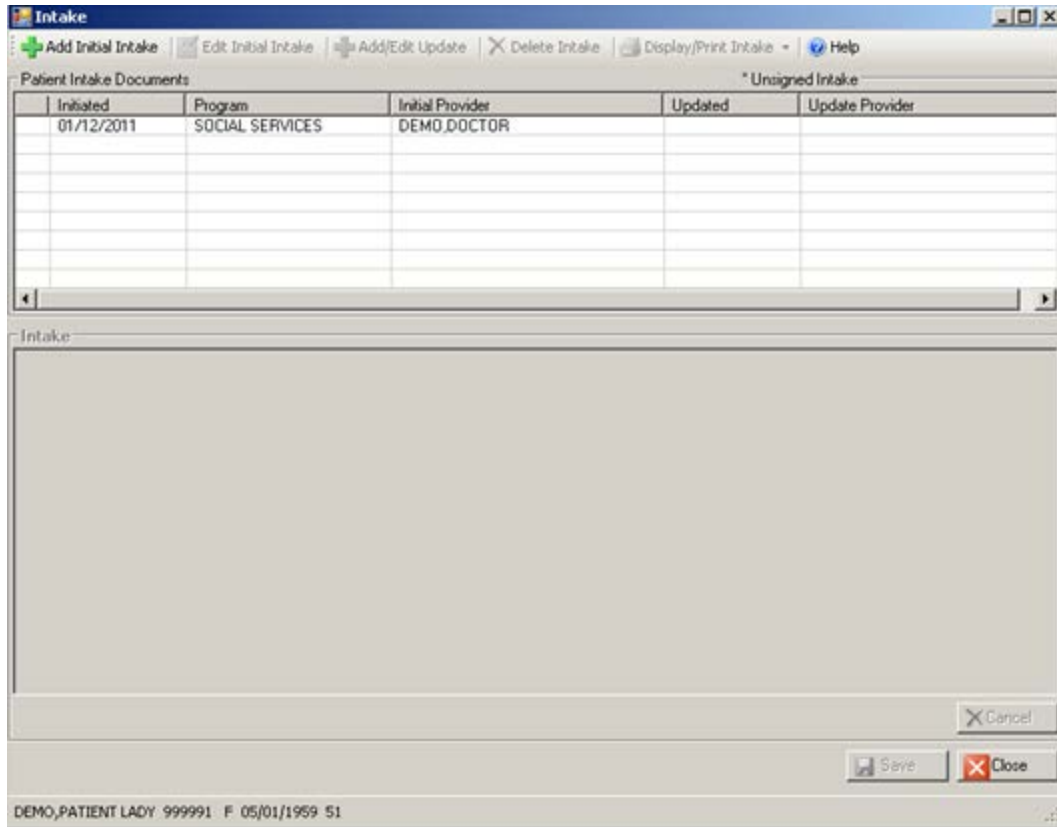 Intake
Add Initial Intake Edit Initial Intake Add/Edit Update Delete Intake Display/Print Intake Help
Patient Intake Documents * Unsigned Intake
Initiated Program Initial Provider Updated Update Provider
01/12/2011 SOCIAL SERVICES DEMO,DOCTOR
Intake
Cancel
Save Close
DEMO,PATIENT LADY 999991 F 05/01/1959 51